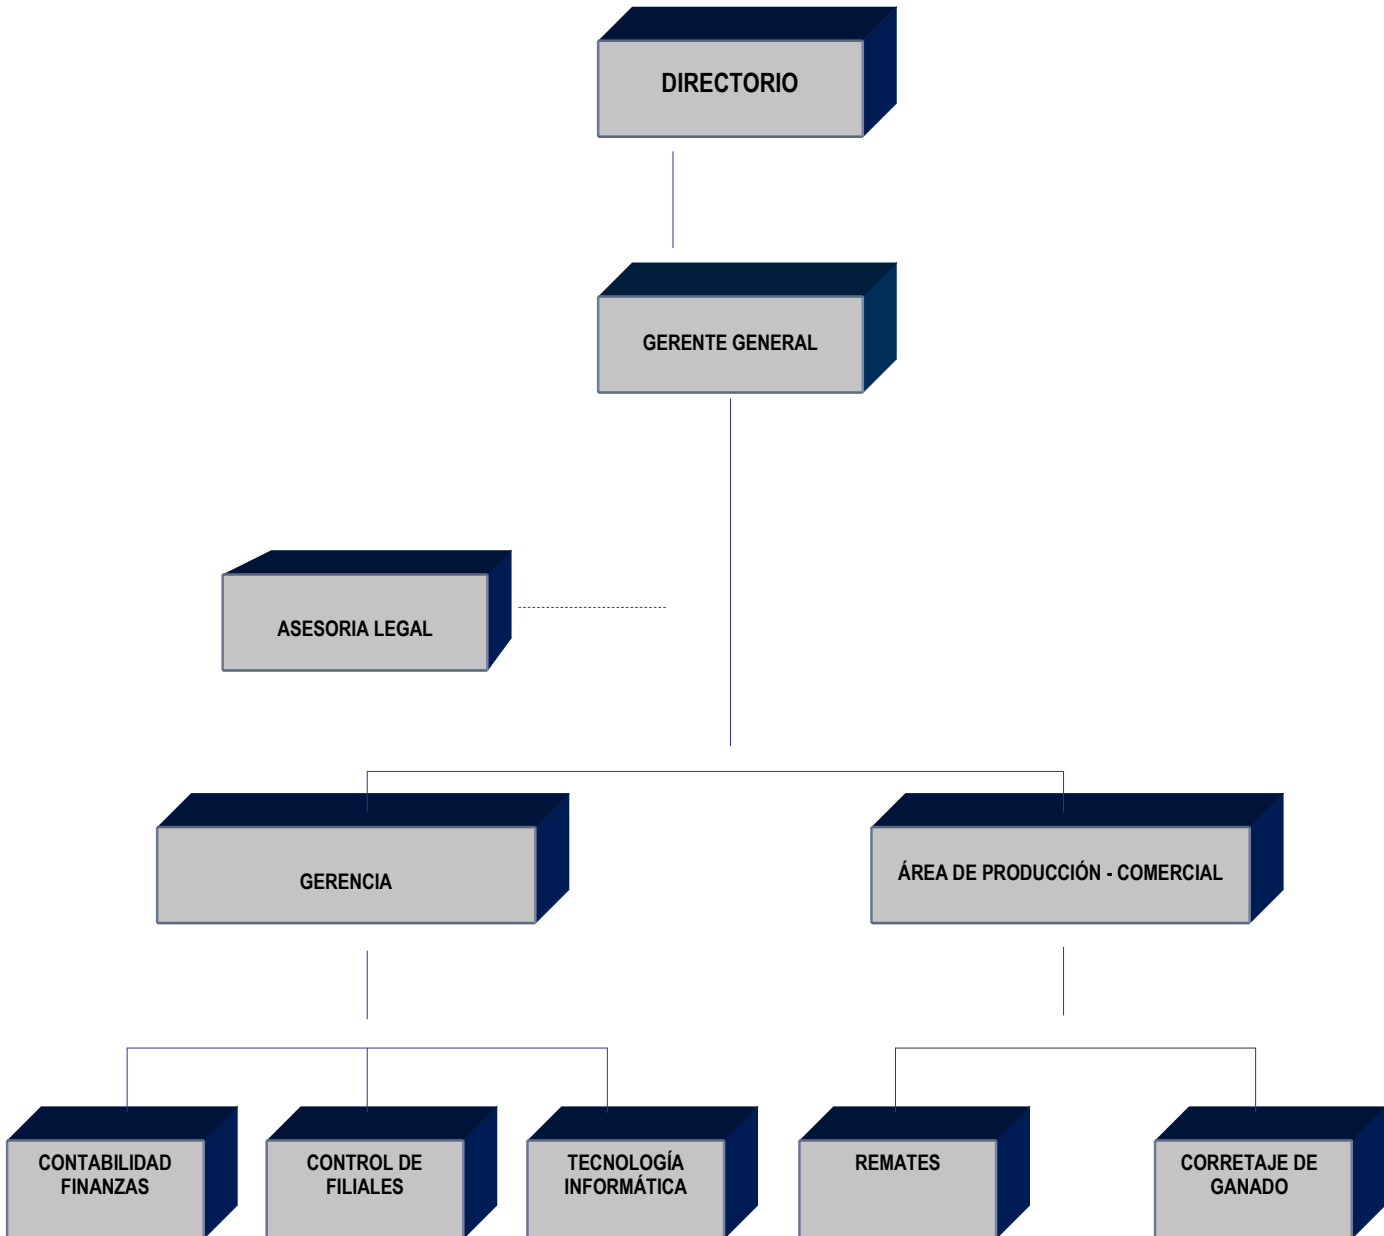 DIRECTORIO
GERENTE GENERAL
ASESORIA LEGAL
GERENCIA
ÁREA DE PRODUCCIÓN - COMERCIAL
CONTABILIDAD
FINANZAS
CONTROL DE
FILIALES
TECNOLOGÍA
INFORMÁTICA
REMATES
CORRETAJE DE
GANADO